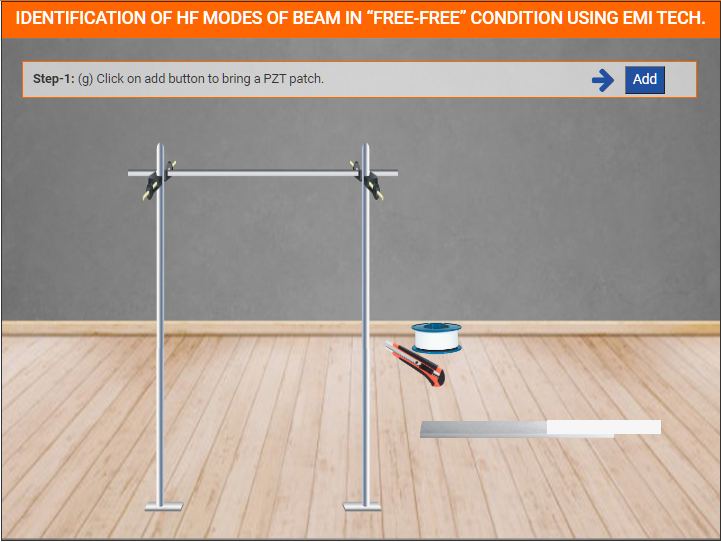 IDENTIFICATION OF HF MODES OF BEAM IN “FREE-FREE” CONDITION USING EMI TECH.
Step-1: (g) Click on add button to bring a PZT patch.
Add